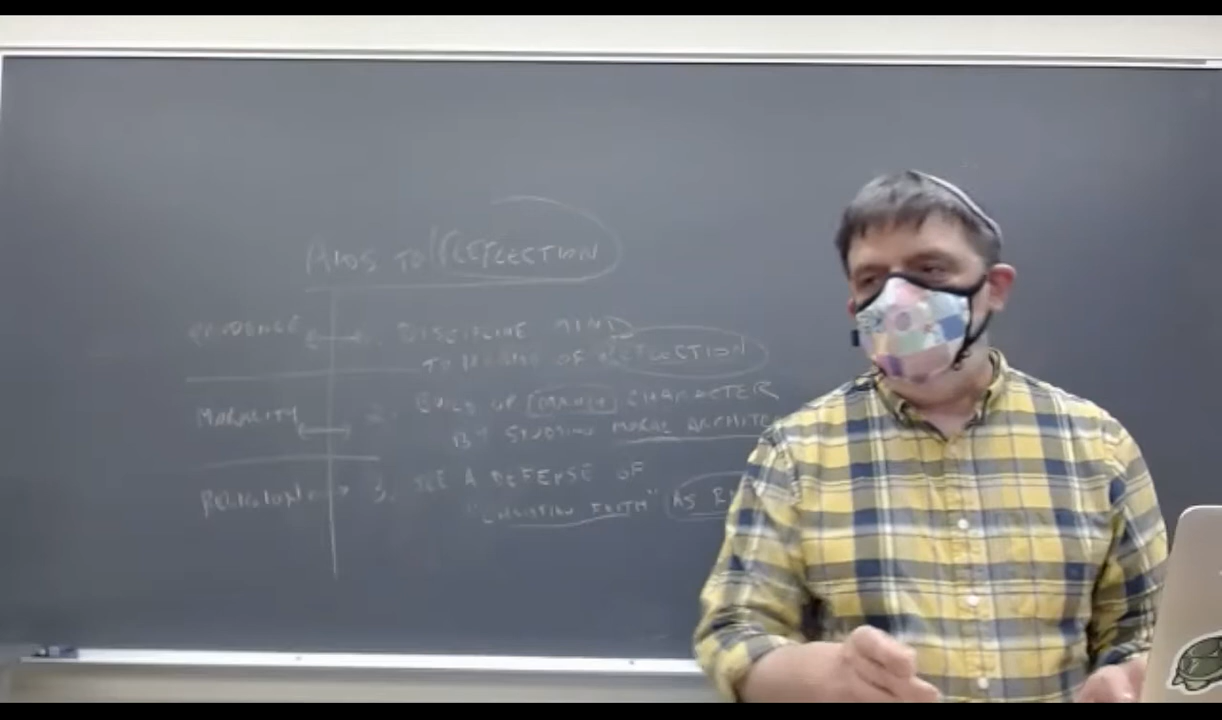 AIDS TO REFLECTION
PRUDENCE 1. DISCIPLINE MIND
TO HABITS OF REFLECTION
MORALITY 2. BUILD UP CHARACTER
BY STUDYING MORAL ARCHITE
RELIGION 3. SEE A DEFENSE OF
"CHRISTIAN FAITH" AS